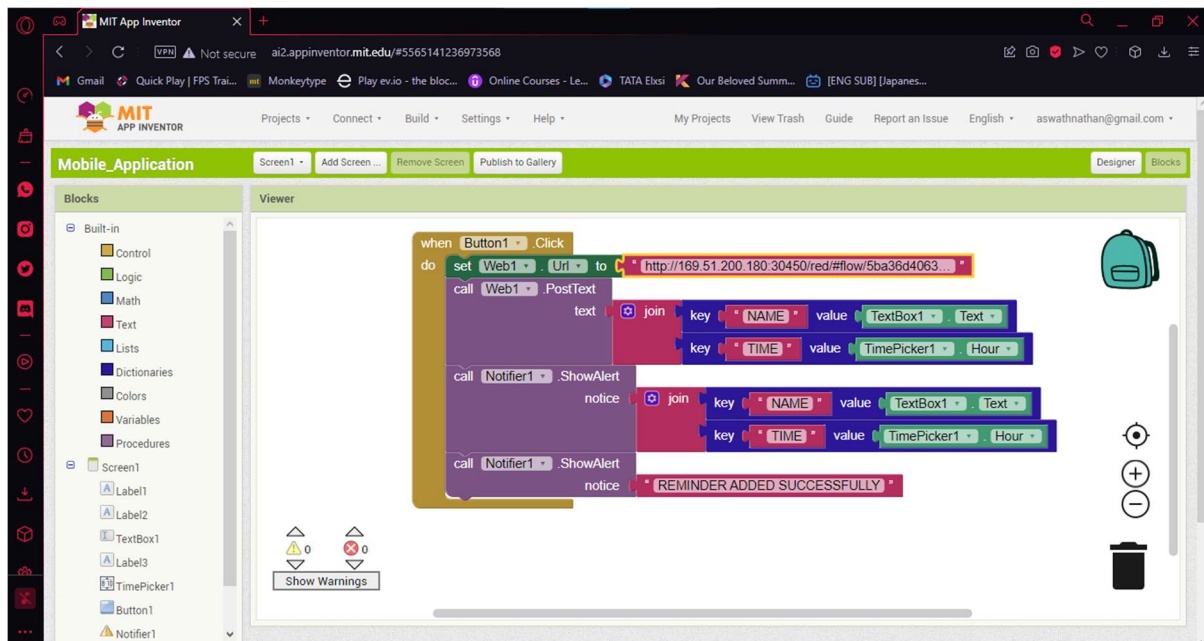 MIT App Inventor
VPN Not secure ai2.appinventor.mit.edu/#5565141236973568
Gmail Quick Play | FPS Trai... mt Monkeytype Play ev.io - the bloc... Online Courses - Le... TATA Elxsi Our Beloved Summ... [ENG SUB] [Japanes...
MIT
APP INVENTOR
Projects Connect Build Settings Help My Projects View Trash Guide Report an Issue English aswathnathan@gmail.com
Mobile_Application Screen1 Add Screen ... Remove Screen Publish to Gallery Designer Blocks
Blocks Viewer
Built-in
Control
Logic
Math
Text
Lists
Dictionaries
Colors
Variables
Procedures
Screen1
Label1
Label2
TextBox1
Label3
TimePicker1
Button1
Notifier1
when Button1 .Click
do set Web1 . Url to " http://169.51.200.180:30450/red/#flow/5ba36d4063... "
call Web1 .PostText
text join key " NAME " value TextBox1 . Text
key " TIME " value TimePicker1 . Hour
call Notifier1 .ShowAlert
notice join key " NAME " value TextBox1 . Text
key " TIME " value TimePicker1 . Hour
call Notifier1 .ShowAlert
notice " REMINDER ADDED SUCCESSFULLY "
0 0
Show Warnings